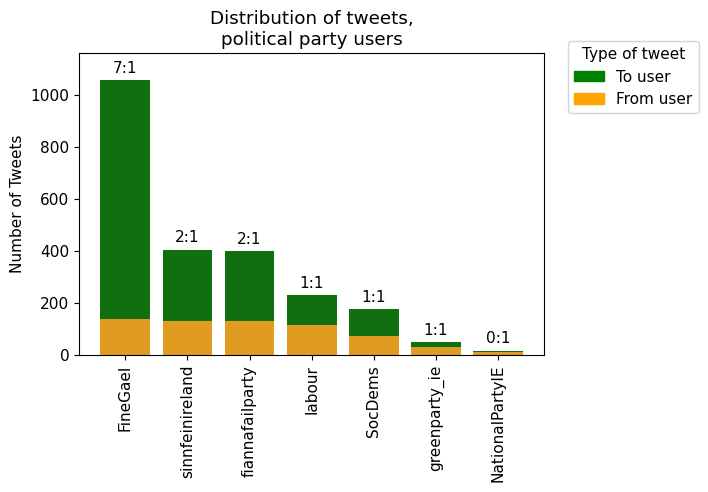 Distribution of tweets,
political party users
Type of tweet
To user
From user
Number of Tweets
1000
800
600
400
200
0
7:1
2:1
2:1
1:1
1:1
1:1
0:1
FineGael
sinnfeinireland
fiannafailparty
labour
SocDems
greenparty_ie
NationalPartyIE